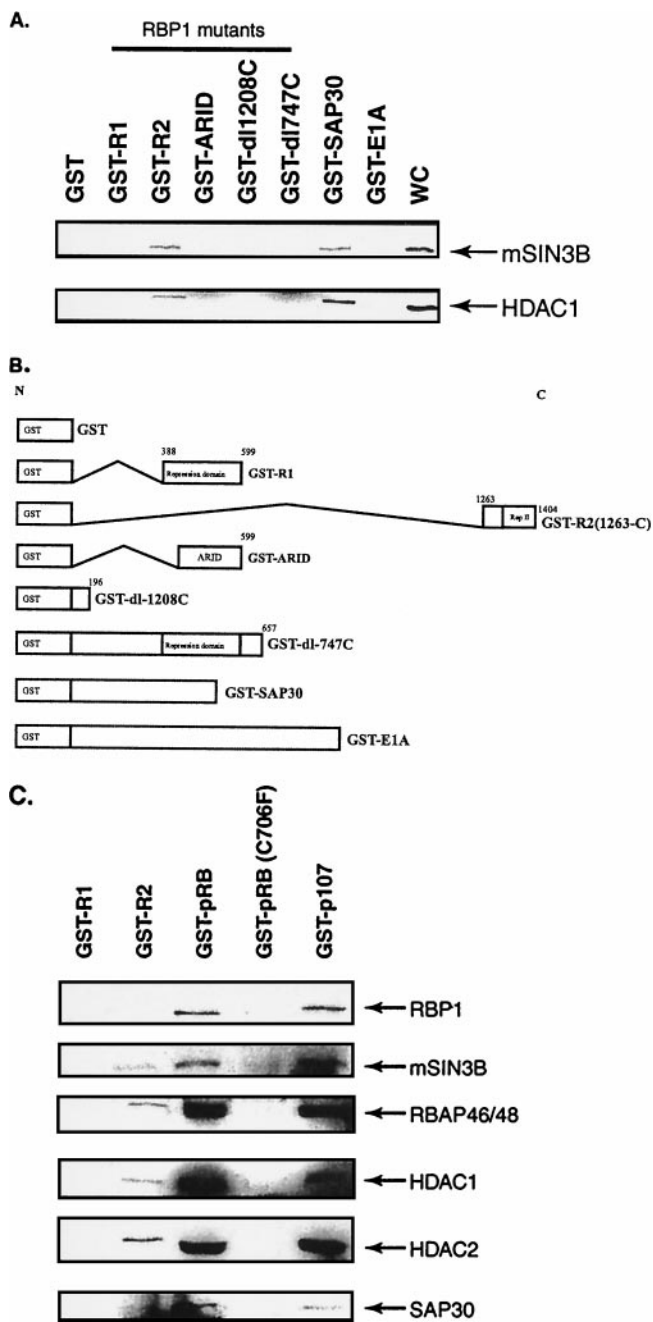 A.
RBP1 mutants
GST
GST-R1
GST-R2
GST-ARID
GST-dl1208C
GST-dl747C
GST-SAP30
GST-E1A
WC
mSIN3B
HDAC1
B.
N
C
GST
GST
GST
388
Repression domain
599
GST-R1
GST
1263
Rep II
1404
GST-R2(1263-C)
GST
ARID
599
GST-ARID
GST
196
GST-dl-1208C
GST
Repression domain
657
GST-dl-747C
GST
GST-SAP30
GST
GST-E1A
C.
GST-R1
GST-R2
GST-pRB
GST-pRB (C706F)
GST-p107
RBP1
mSIN3B
RBAP46/48
HDAC1
HDAC2
SAP30